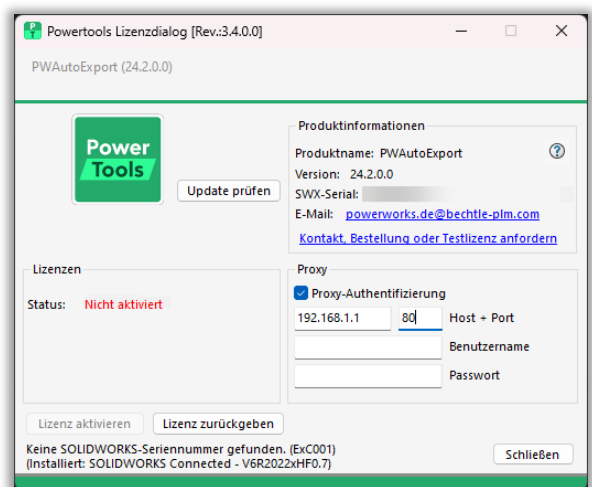 Powertools Lizenzdialog [Rev.:3.4.0.0]
PWAutoExport (24.2.0.0)
Power
Tools
Update prüfen
Produktinformationen
Produktname: PWAutoExport
Version: 24.2.0.0
SWX-Serial:
E-Mail: powerworks.de@bechtle-plm.com
Kontakt, Bestellung oder Testlizenz anfordern
Lizenzen
Status: Nicht aktiviert
Proxy
Proxy-Authentifizierung
192.168.1.1 80 Host + Port
Benutzername
Passwort
Lizenz aktivieren Lizenz zurückgeben
Keine SOLIDWORKS-Seriennummer gefunden. (ExC001)
(Installiert: SOLIDWORKS Connected - V6R2022xHF0.7)
Schließen